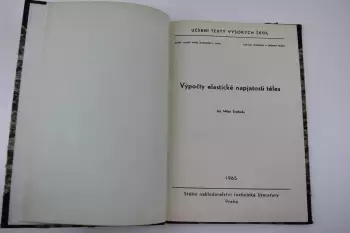 UČEBNÍ TEXTY VYSOKÝCH ŠKOL
Výpočty elastické napjatosti těles
1965
Státní nakladatelství technické literatury
Praha